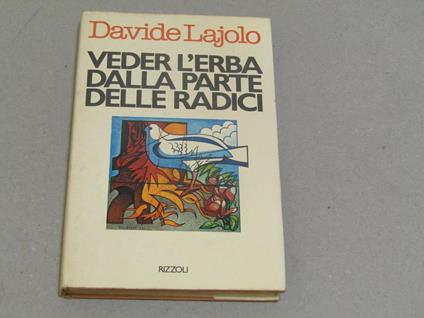 Davide Lajolo
VEDER L'ERBA
DALLA PARTE
DELLE RADICI
RIZZOLI